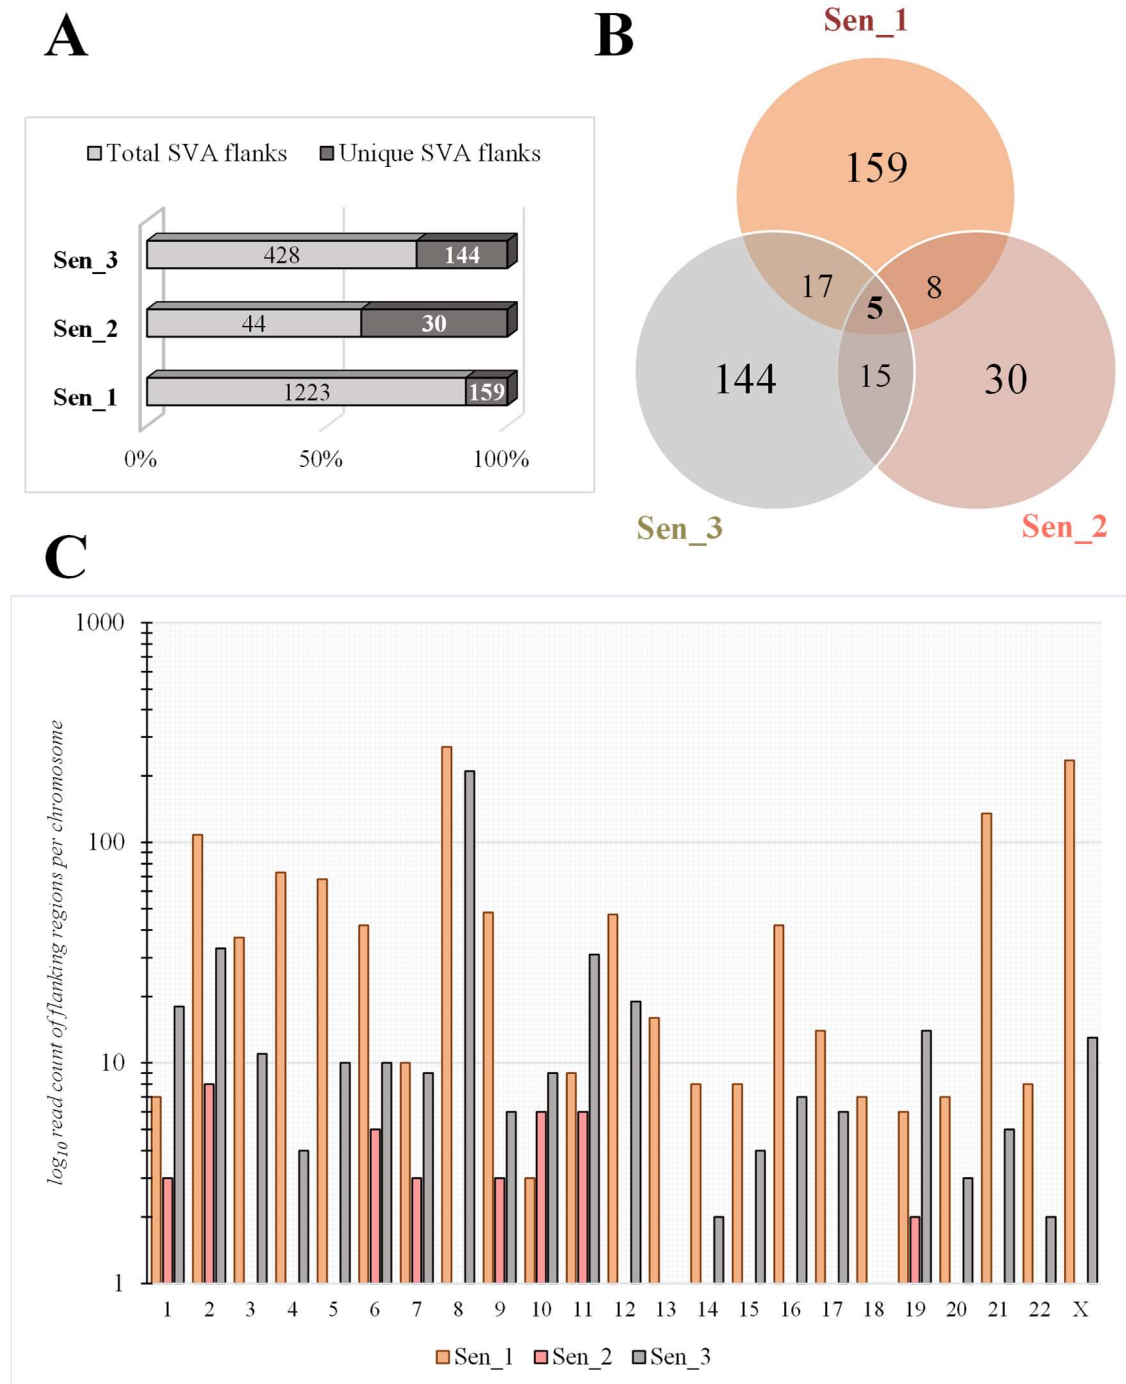 A
Total SVA flanks
Unique SVA flanks
Sen_3
428
144
Sen_2
44
30
Sen_1
1223
159
0%
50%
100%
B
Sen_1
159
17
5
8
144
15
30
Sen_3
Sen_2
C
log10 read count of flanking regions per chromosome
1000
100
10
1
1 2 3 4 5 6 7 8 9 10 11 12 13 14 15 16 17 18 19 20 21 22 X
Sen_1 Sen_2 Sen_3